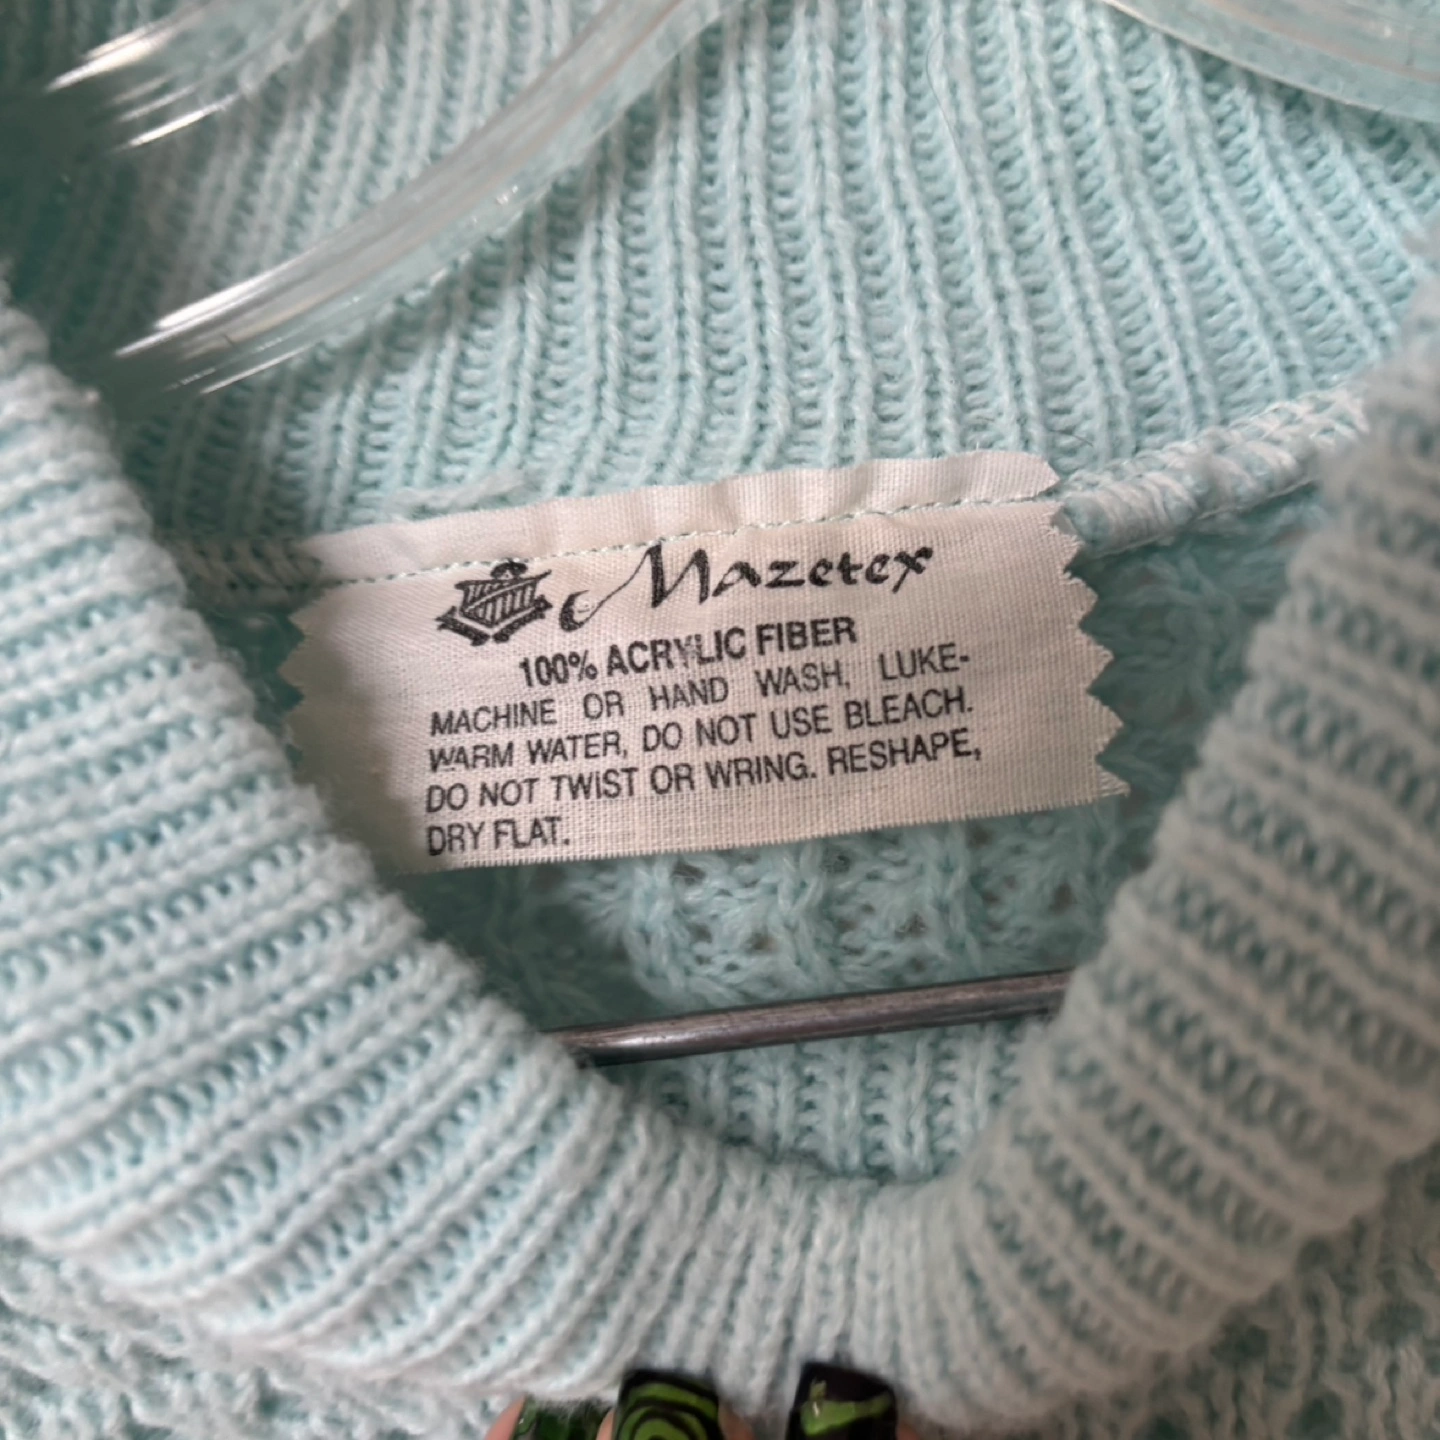 Mazetex
100% ACRYLIC FIBER
MACHINE OR HAND WASH, LUKE-
WARM WATER, DO NOT USE BLEACH.
DO NOT TWIST OR WRING. RESHAPE,
DRY FLAT.